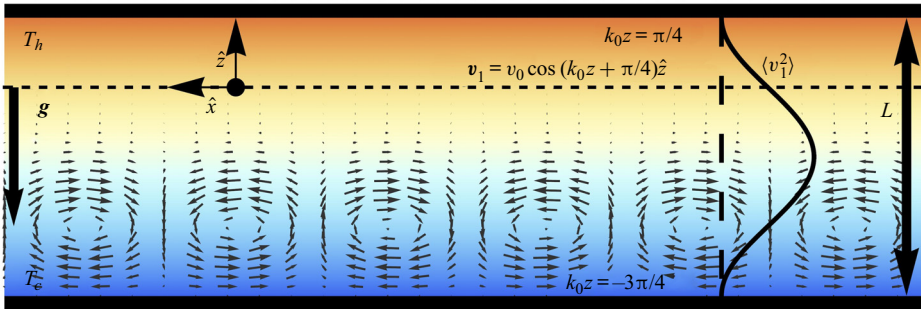 T_h
k_0z = π/4
ẑ
v_1 = v_0 cos (k_0z + π/4)ẑ
⟨v_1^2⟩
x̂
g
L
T_c
k_0z = −3π/4